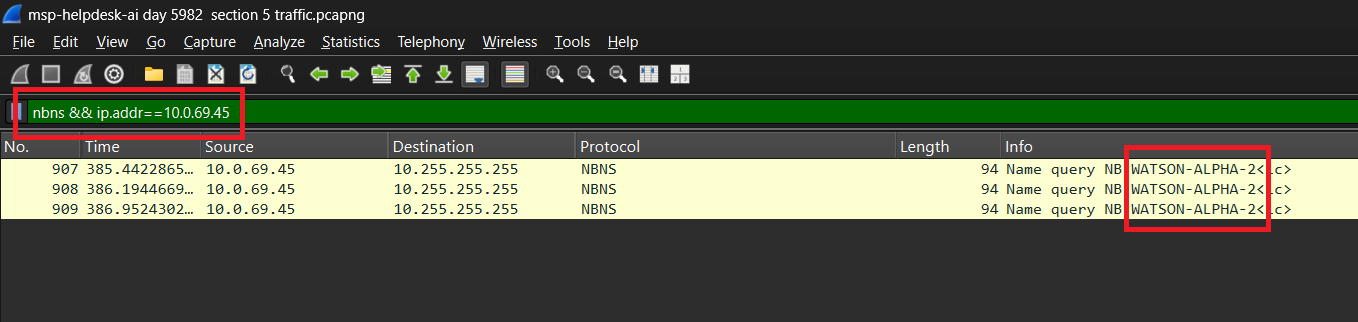 msp-helpdesk-ai day 5982  section 5 traffic.pcapng
File Edit View Go Capture Analyze Statistics Telephony Wireless Tools Help
nbns && ip.addr==10.0.69.45
No. Time Source Destination Protocol Length Info
907 385.4422865… 10.0.69.45 10.255.255.255 NBNS 94 Name query NB WATSON-ALPHA-2<1c>
908 386.1944669… 10.0.69.45 10.255.255.255 NBNS 94 Name query NB WATSON-ALPHA-2<1c>
909 386.9524302… 10.0.69.45 10.255.255.255 NBNS 94 Name query NB WATSON-ALPHA-2<1c>